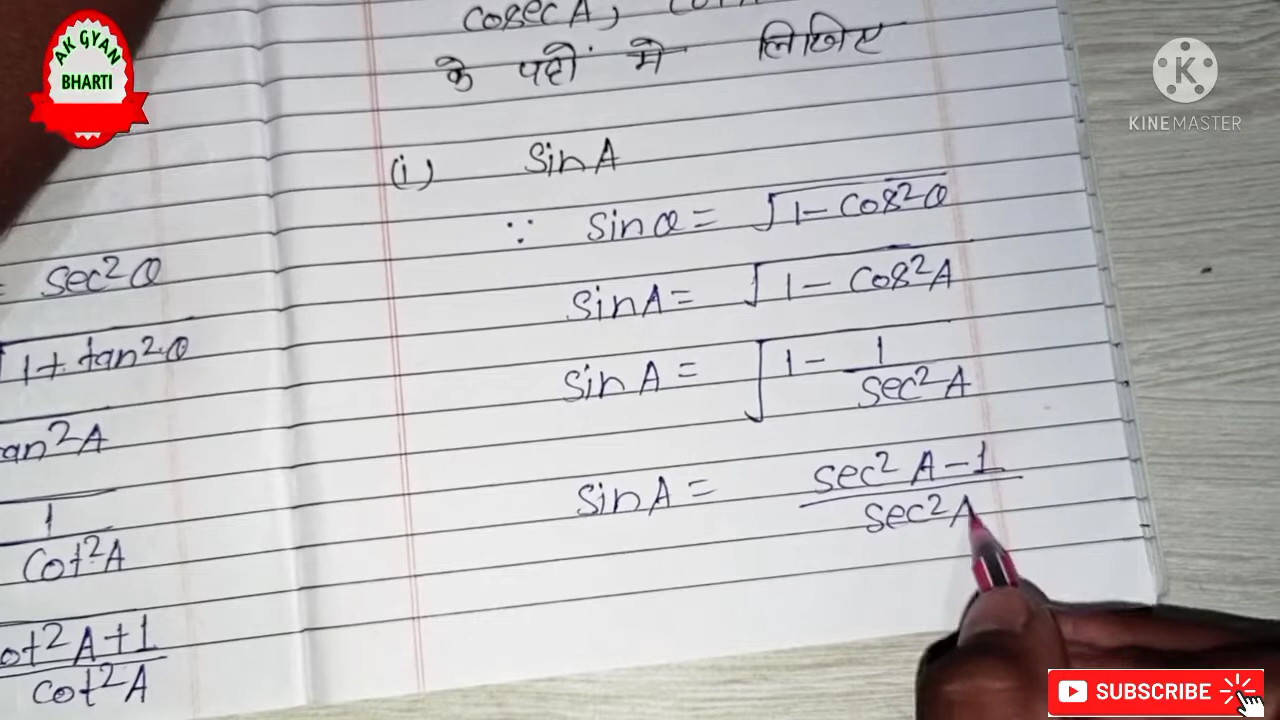 AK GYAN
BHARTI
KINEMASTER
cosec A,
के पदों में लिखिए
(i) Sin A
∵ Sin θ = √1 - Cos²θ
Sin A = √1 - Cos²A
Sin A = √1 - 1/sec²A
Sin A = sec²A - 1/sec²A
= sec²θ
√1 + tan²θ
an²A
1/Cot²A
ot²A + 1/cot²A
SUBSCRIBE